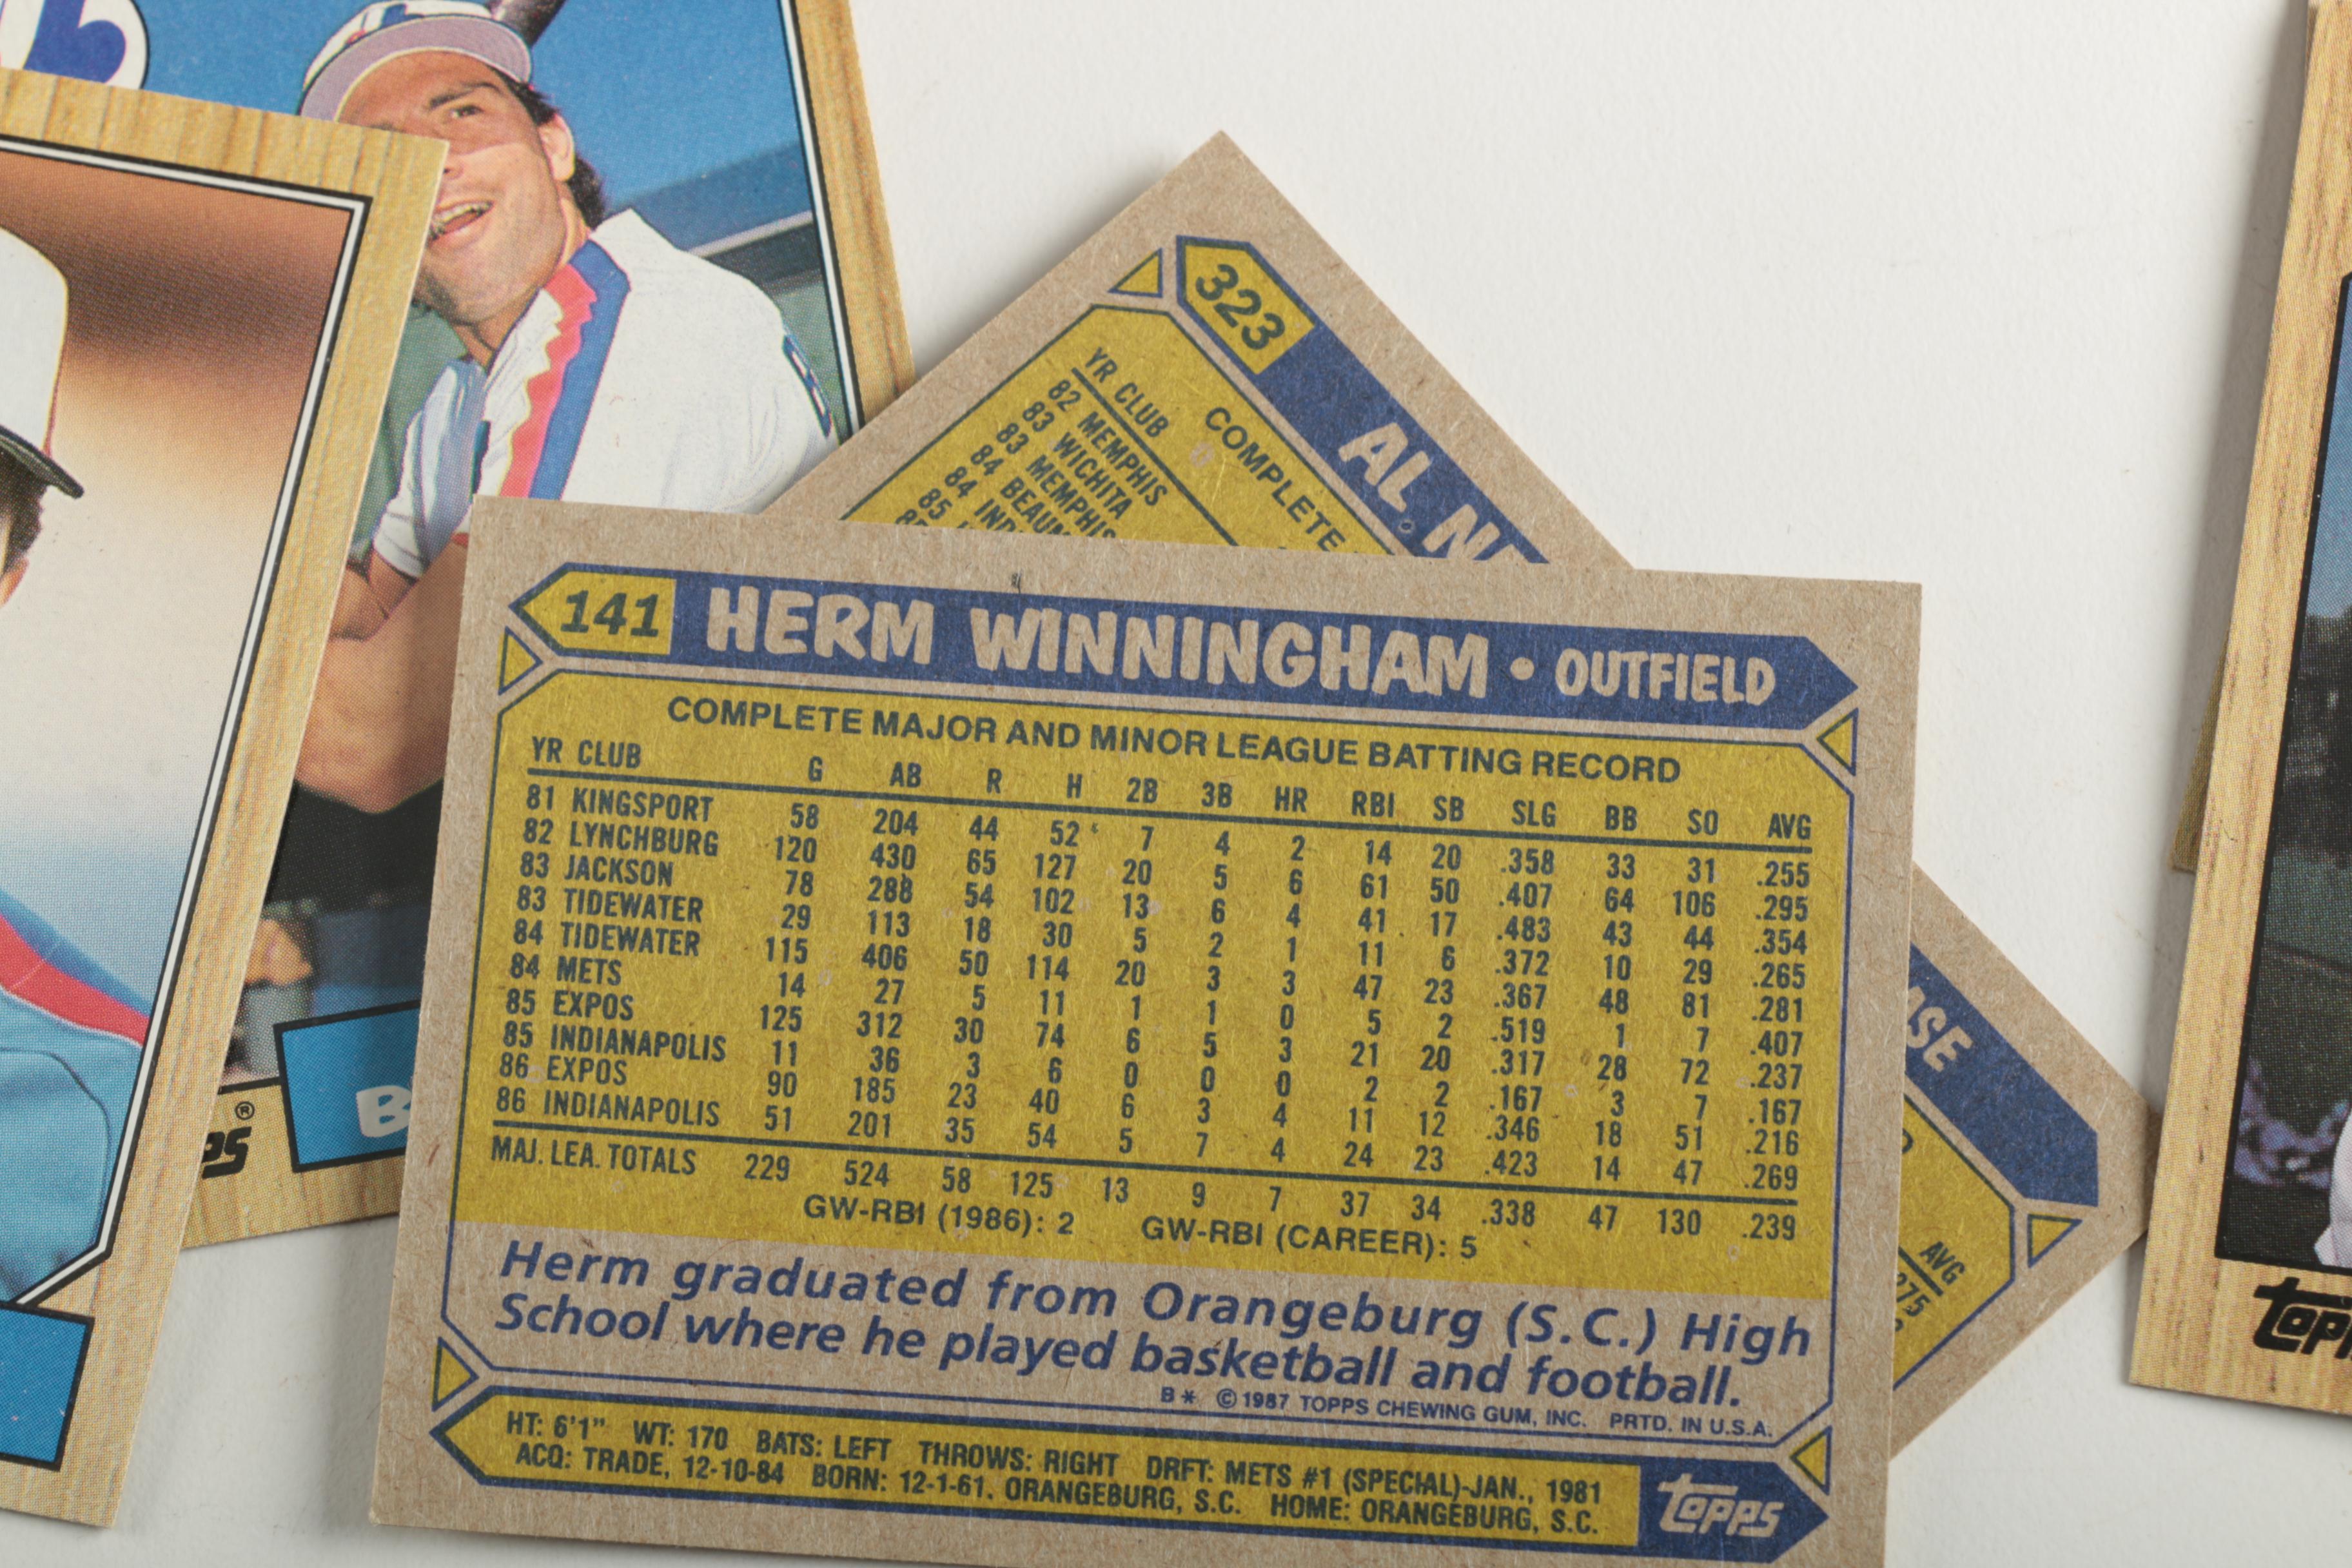 323
AL. N
YR CLUB
COMPLETE
82 MEMPHIS
83 WICHITA
83 MEMPHIS
84 BEAUM
84 IND
85
141 HERM WINNINGHAM • OUTFIELD
COMPLETE MAJOR AND MINOR LEAGUE BATTING RECORD
YR CLUB G AB R H 2B 3B HR RBI SB SLG BB SO AVG
81 KINGSPORT 58 204 44 52 7 4 2 14 20 .358 33 31 .255
82 LYNCHBURG 120 430 65 127 20 5 6 61 50 .407 64 106 .295
83 JACKSON 78 288 54 102 13 6 4 41 17 .483 43 44 .354
83 TIDEWATER 29 113 18 30 5 2 1 11 6 .372 10 29 .265
84 TIDEWATER 115 406 50 114 20 3 3 47 23 .367 48 81 .281
84 METS 14 27 5 11 1 1 0 5 2 .519 1 7 .407
85 EXPOS 125 312 30 74 6 5 3 21 20 .317 28 72 .237
85 INDIANAPOLIS 11 36 3 6 0 0 0 2 2 .167 3 7 .167
86 EXPOS 90 185 23 40 6 3 4 11 12 .346 18 51 .216
86 INDIANAPOLIS 51 201 35 54 5 7 4 24 23 .423 14 47 .269
MAJ. LEA. TOTALS 229 524 58 125 13 9 7 37 34 .338 47 130 .239
GW-RBI (1986): 2 GW-RBI (CAREER): 5
Herm graduated from Orangeburg (S.C.) High
School where he played basketball and football.
B* © 1987 TOPPS CHEWING GUM, INC. PRTD. IN U.S.A.
HT: 6'1" WT: 170 BATS: LEFT THROWS: RIGHT DRFT: METS #1 (SPECIAL)-JAN., 1981
ACQ: TRADE, 12-10-84 BORN: 12-1-61. ORANGEBURG, S.C. HOME: ORANGEBURG, S.C.
topps
SE
AVG
275
B
PS ®
topp